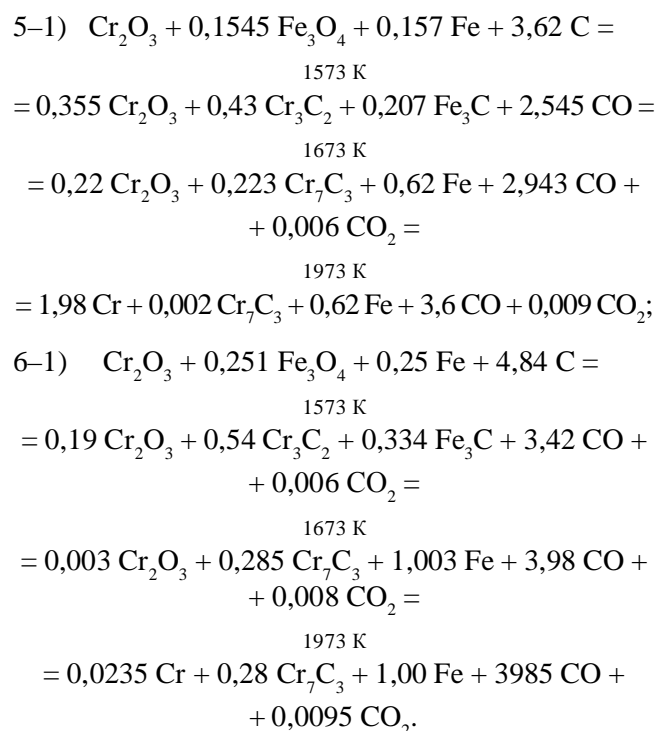 5–1) Cr₂O₃ + 0,1545 Fe₃O₄ + 0,157 Fe + 3,62 C =
1573 К
= 0,355 Cr₂O₃ + 0,43 Cr₃C₂ + 0,207 Fe₃C + 2,545 CO =
1673 К
= 0,22 Cr₂O₃ + 0,223 Cr₇C₃ + 0,62 Fe + 2,943 CO +
+ 0,006 CO₂ =
1973 К
= 1,98 Cr + 0,002 Cr₇C₃ + 0,62 Fe + 3,6 CO + 0,009 CO₂;
6–1) Cr₂O₃ + 0,251 Fe₃O₄ + 0,25 Fe + 4,84 C =
1573 К
= 0,19 Cr₂O₃ + 0,54 Cr₃C₂ + 0,334 Fe₃C + 3,42 CO +
+ 0,006 CO₂ =
1673 К
= 0,003 Cr₂O₃ + 0,285 Cr₇C₃ + 1,003 Fe + 3,98 CO +
+ 0,008 CO₂ =
1973 К
= 0,0235 Cr + 0,28 Cr₇C₃ + 1,00 Fe + 3985 CO +
+ 0,0095 CO₂.